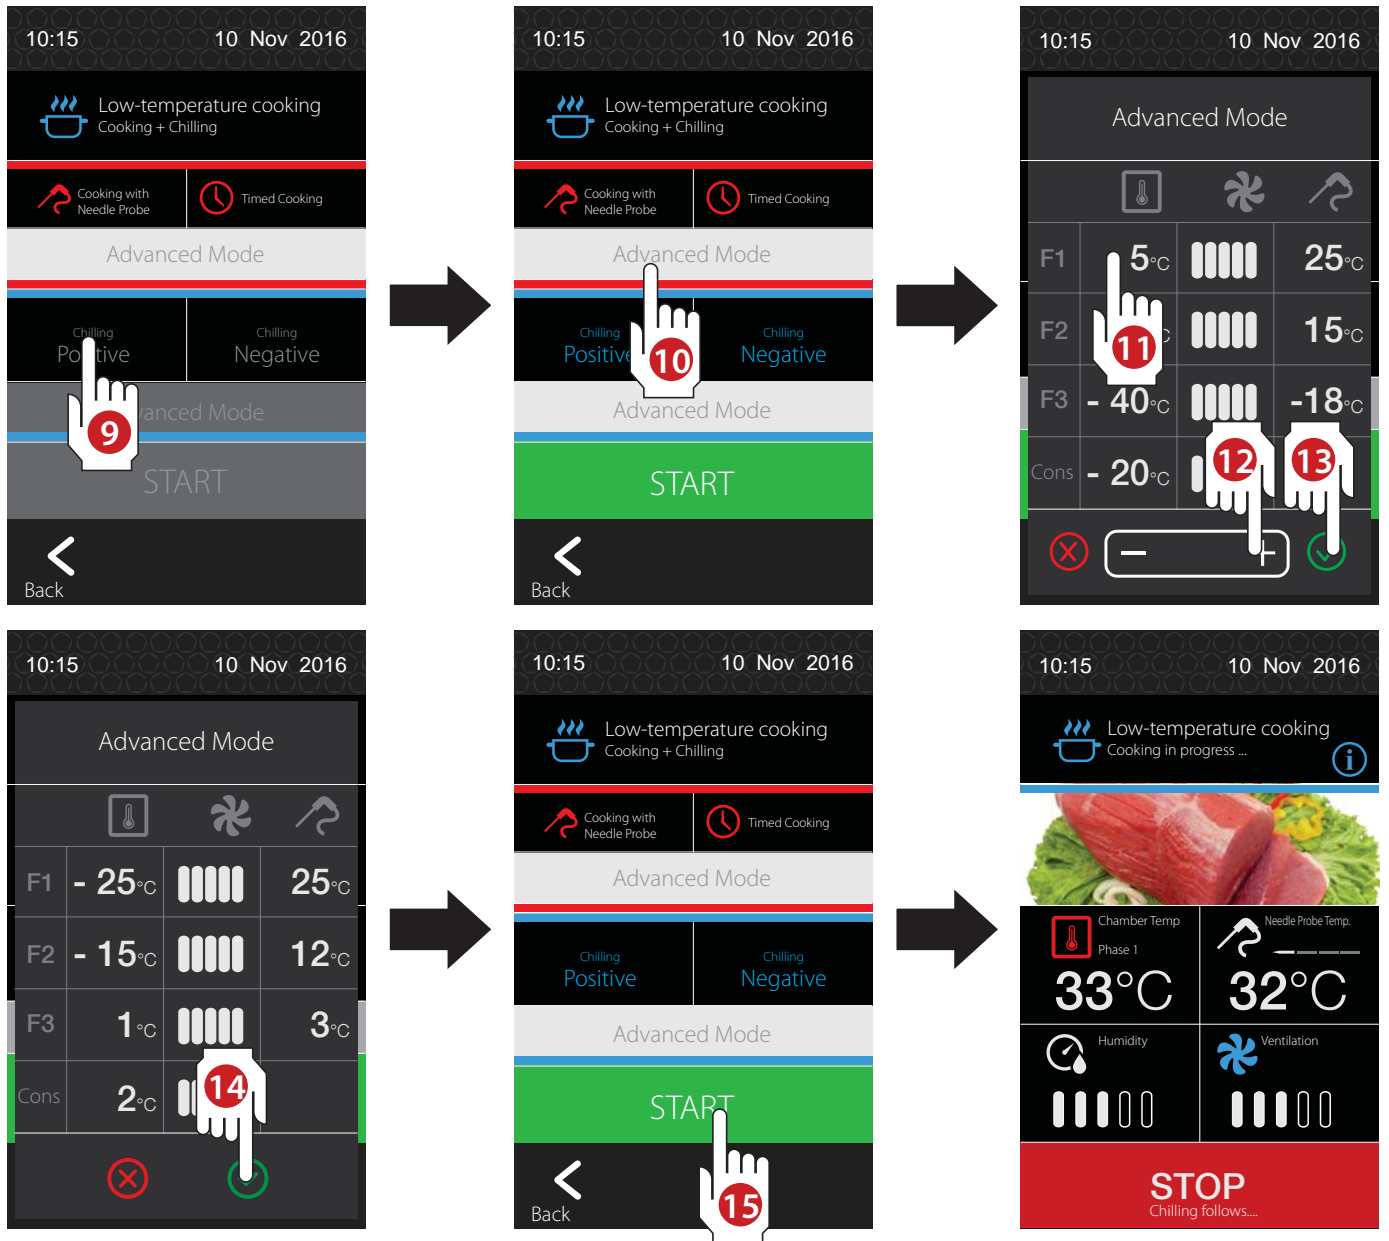 10:15 10 Nov 2016
Low-temperature cooking
Cooking + Chilling
Cooking with
Needle Probe
Timed Cooking
Advanced Mode
Chilling
Positive
Chilling
Negative
Advanced Mode
9
START
Back
10:15 10 Nov 2016
Low-temperature cooking
Cooking + Chilling
Cooking with
Needle Probe
Timed Cooking
Advanced Mode
Chilling
Positive
Chilling
Negative
10
Advanced Mode
START
Back
10:15 10 Nov 2016
Advanced Mode
F1 5°C 25°C
F2 15°C
11
F3 - 40°C -18°C
Cons - 20°C
12 13
- +
10:15 10 Nov 2016
Advanced Mode
F1 - 25°C 25°C
F2 - 15°C 12°C
F3 1°C 3°C
Cons 2°C
14
10:15 10 Nov 2016
Low-temperature cooking
Cooking + Chilling
Cooking with
Needle Probe
Timed Cooking
Advanced Mode
Chilling
Positive
Chilling
Negative
Advanced Mode
START
15
Back
10:15 10 Nov 2016
Low-temperature cooking
Cooking in progress ...
i
Chamber Temp
Phase 1
33°C
Needle Probe Temp.
32°C
Humidity
Ventilation
STOP
Chilling follows....